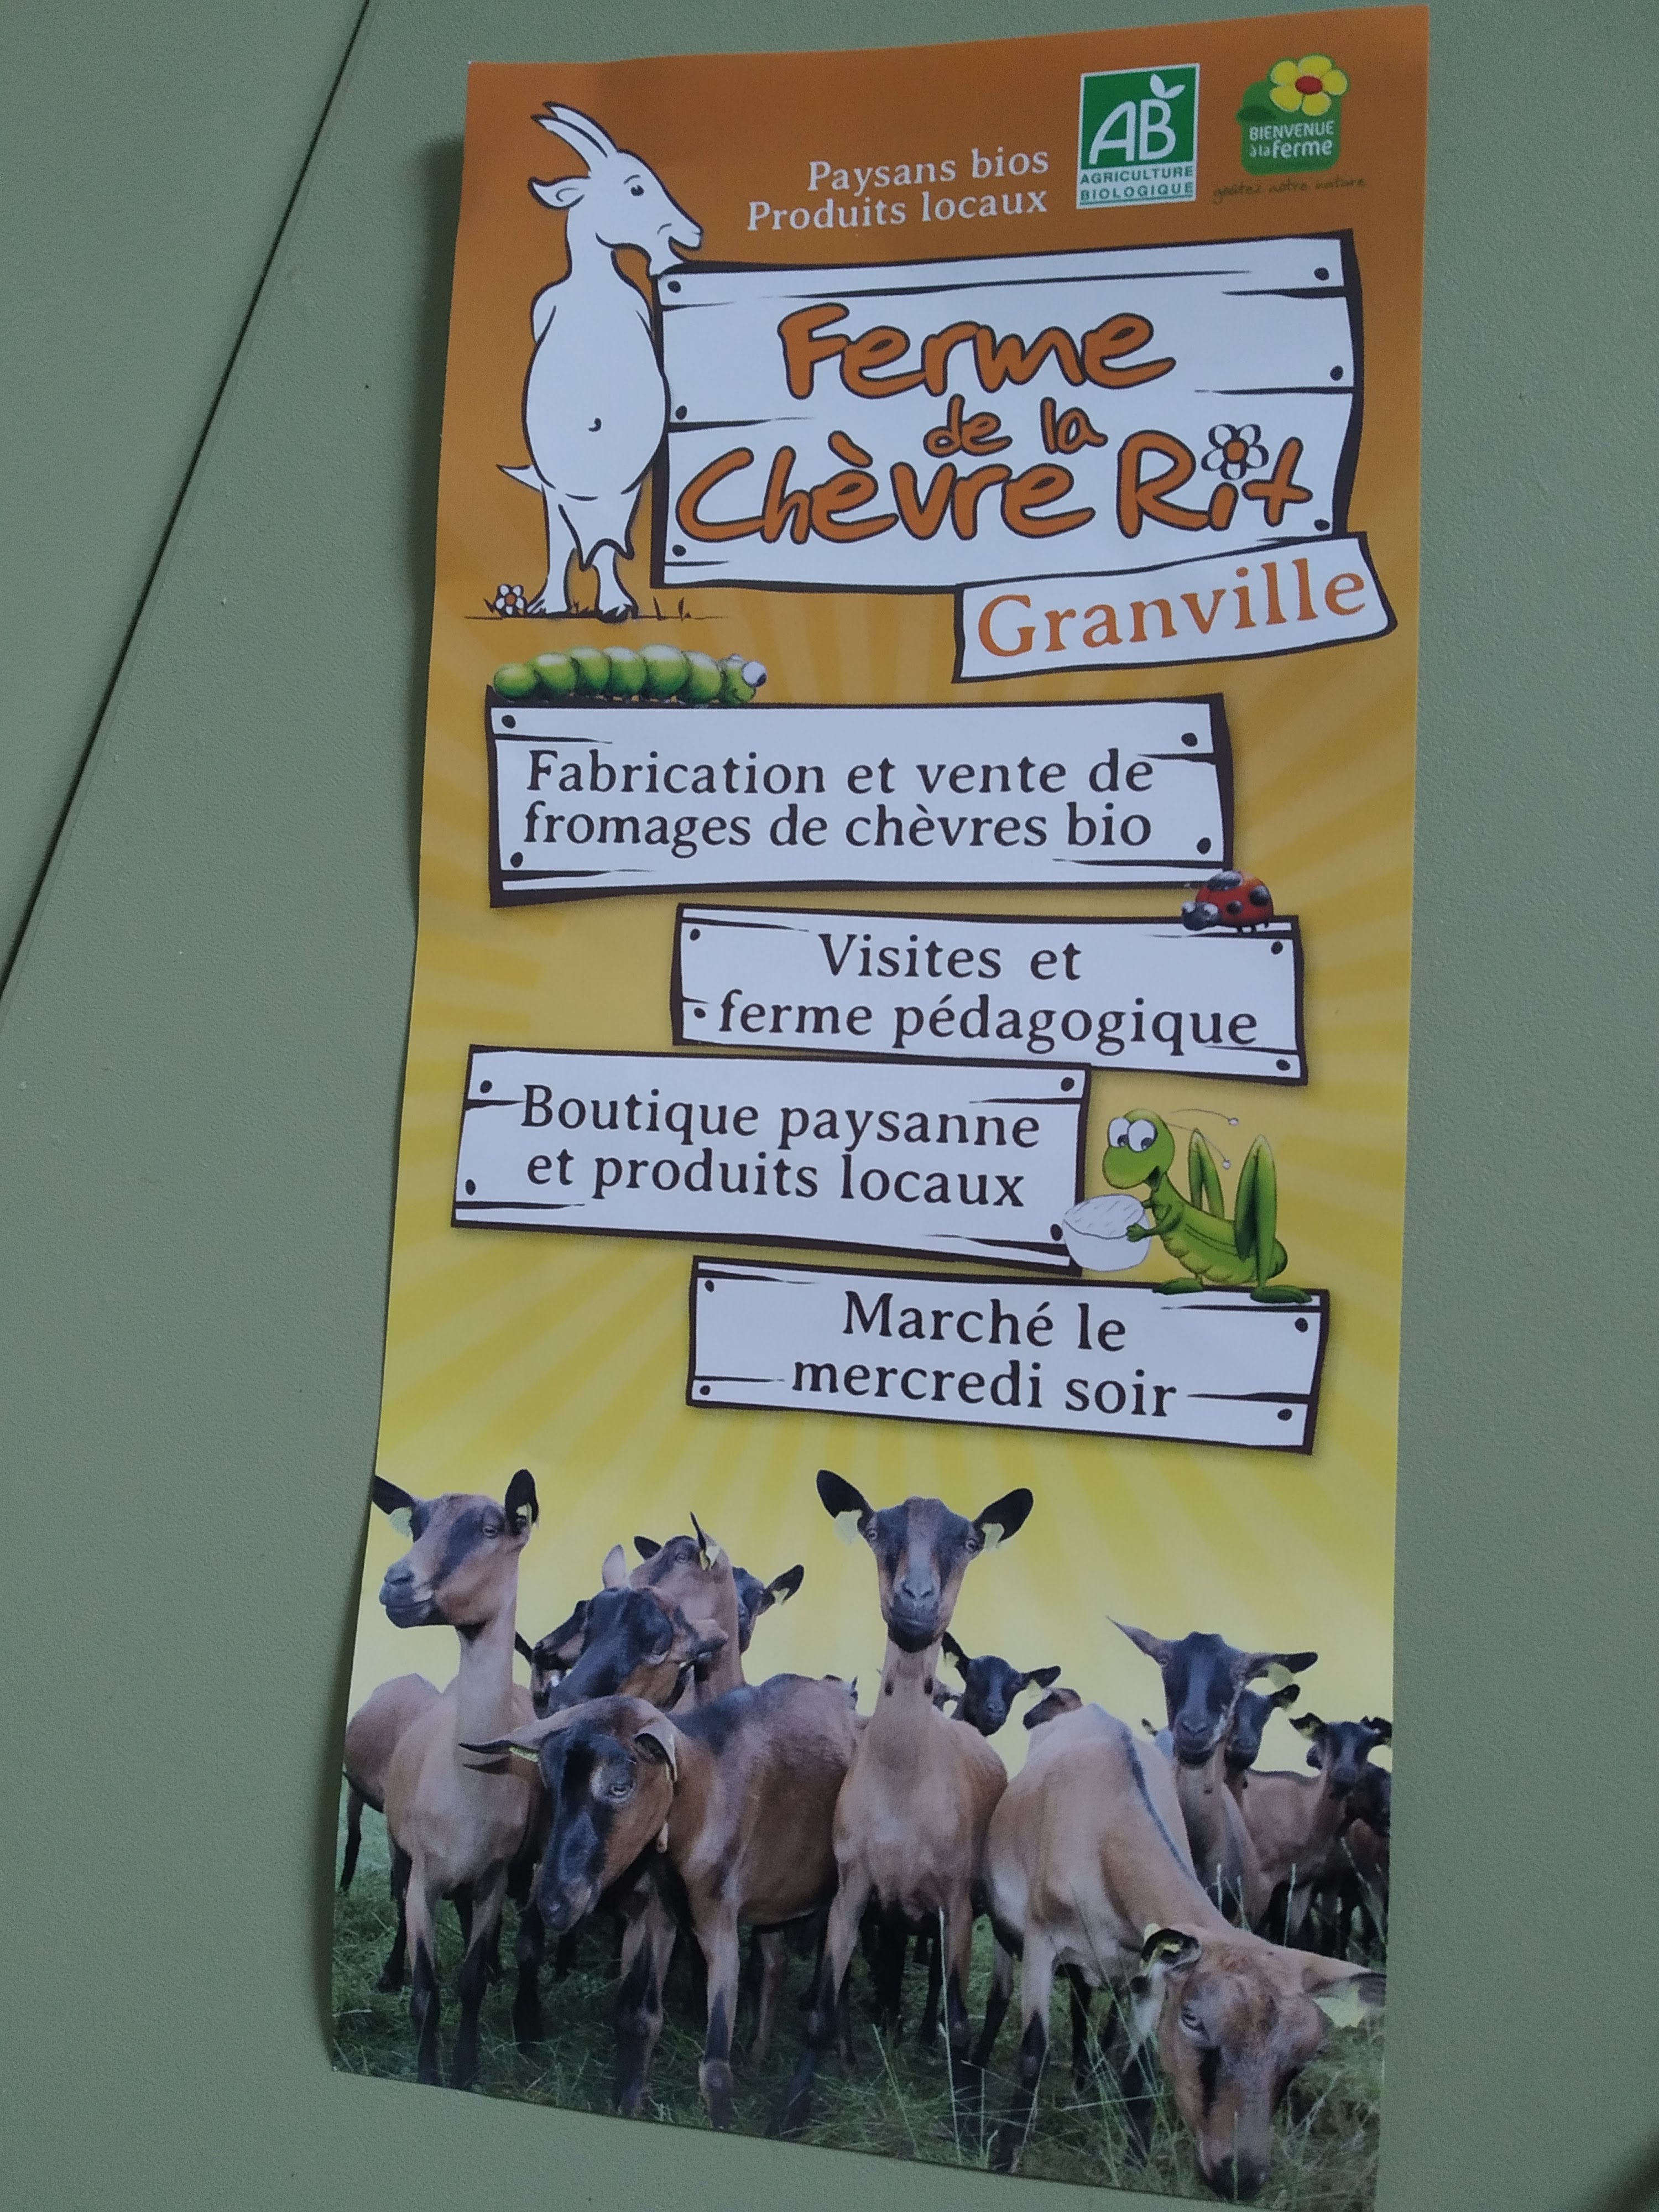 Paysans bios
Produits locaux
AB
AGRICULTURE
BIOLOGIQUE
BIENVENUE
à la ferme
goûtez notre nature
Ferme
de la
Chèvre Rit
Granville
Fabrication et vente de
fromages de chèvres bio
Visites et
ferme pédagogique
Boutique paysanne
et produits locaux
Marché le
mercredi soir